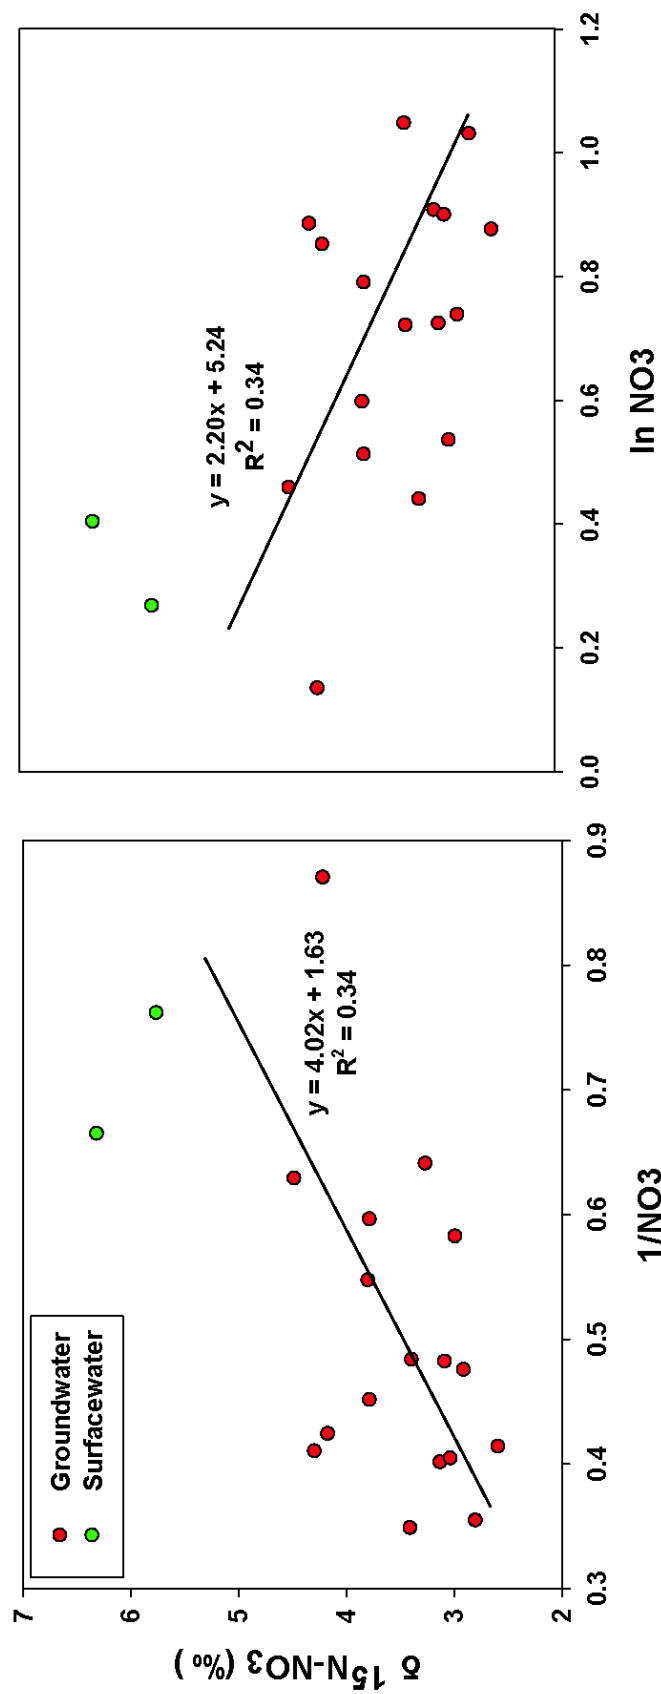 7
6
5
4
3
2
δ 15N-NO3 (‰)
Groundwater
Surfacewater
y = 4.02x + 1.63
R2 = 0.34
0.3 0.4 0.5 0.6 0.7 0.8 0.9
1/NO3
y = 2.20x + 5.24
R2 = 0.34
0.0 0.2 0.4 0.6 0.8 1.0 1.2
ln NO3